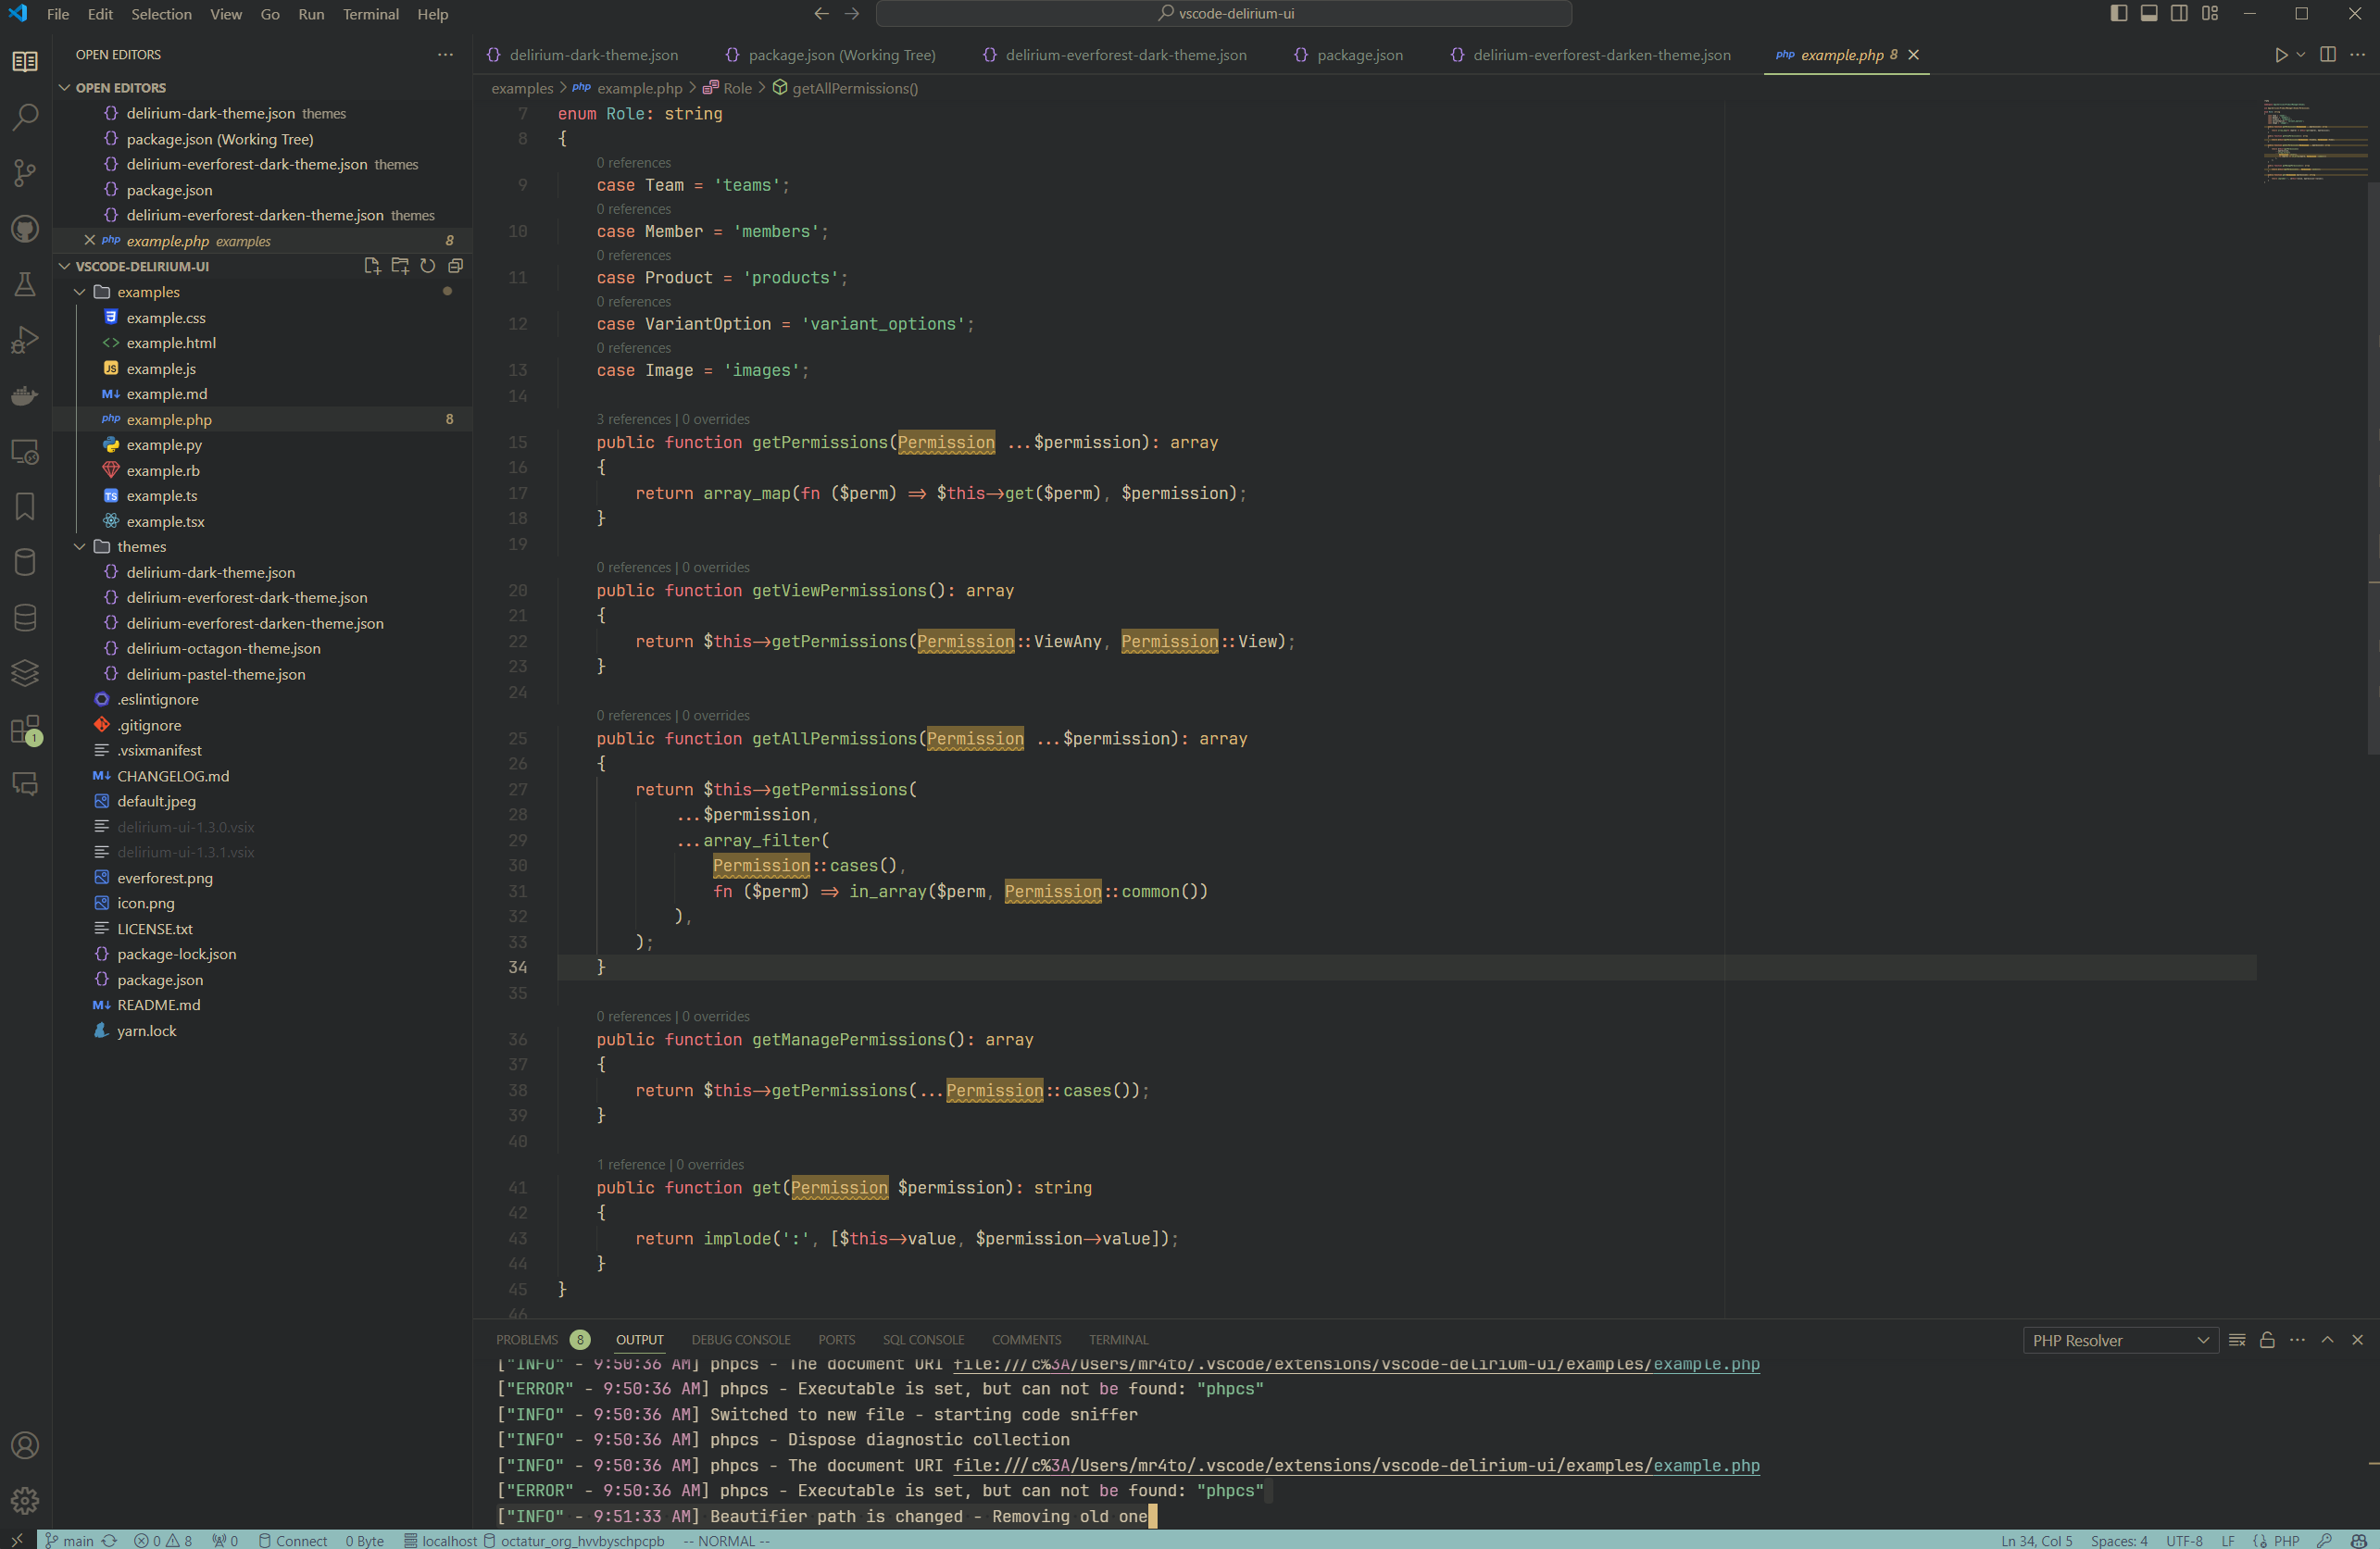 File Edit Selection View Go Run Terminal Help
vscode-delirium-ui
OPEN EDITORS
OPEN EDITORS
delirium-dark-theme.json themes
package.json (Working Tree)
delirium-everforest-dark-theme.json themes
package.json
delirium-everforest-darken-theme.json themes
php example.php examples 8
VSCODE-DELIRIUM-UI
examples
example.css
example.html
JS example.js
M↓ example.md
php example.php 8
example.py
example.rb
TS example.ts
example.tsx
themes
delirium-dark-theme.json
delirium-everforest-dark-theme.json
delirium-everforest-darken-theme.json
delirium-octagon-theme.json
delirium-pastel-theme.json
.eslintignore
.gitignore
.vsixmanifest
M↓ CHANGELOG.md
default.jpeg
delirium-ui-1.3.0.vsix
delirium-ui-1.3.1.vsix
everforest.png
icon.png
LICENSE.txt
package-lock.json
package.json
M↓ README.md
yarn.lock
1
delirium-dark-theme.json package.json (Working Tree) delirium-everforest-dark-theme.json package.json delirium-everforest-darken-theme.json php example.php 8
examples > php example.php > Role > getAllPermissions()
7 enum Role: string
8 {
0 references
9 case Team = 'teams';
0 references
10 case Member = 'members';
0 references
11 case Product = 'products';
0 references
12 case VariantOption = 'variant_options';
0 references
13 case Image = 'images';
14
3 references | 0 overrides
15 public function getPermissions(Permission ...$permission): array
16 {
17 return array_map(fn ($perm) => $this->get($perm), $permission);
18 }
19
0 references | 0 overrides
20 public function getViewPermissions(): array
21 {
22 return $this->getPermissions(Permission::ViewAny, Permission::View);
23 }
24
0 references | 0 overrides
25 public function getAllPermissions(Permission ...$permission): array
26 {
27 return $this->getPermissions(
28 ...$permission,
29 ...array_filter(
30 Permission::cases(),
31 fn ($perm) => in_array($perm, Permission::common())
32 ),
33 );
34 }
35
0 references | 0 overrides
36 public function getManagePermissions(): array
37 {
38 return $this->getPermissions(...Permission::cases());
39 }
40
1 reference | 0 overrides
41 public function get(Permission $permission): string
42 {
43 return implode(':', [$this->value, $permission->value]);
44 }
45 }
46
PROBLEMS 8 OUTPUT DEBUG CONSOLE PORTS SQL CONSOLE COMMENTS TERMINAL PHP Resolver
["INFO" - 9:50:36 AM] phpcs - The document URI file:///c%3A/Users/mr4to/.vscode/extensions/vscode-delirium-ui/examples/example.php
["ERROR" - 9:50:36 AM] phpcs - Executable is set, but can not be found: "phpcs"
["INFO" - 9:50:36 AM] Switched to new file - starting code sniffer
["INFO" - 9:50:36 AM] phpcs - Dispose diagnostic collection
["INFO" - 9:50:36 AM] phpcs - The document URI file:///c%3A/Users/mr4to/.vscode/extensions/vscode-delirium-ui/examples/example.php
["ERROR" - 9:50:36 AM] phpcs - Executable is set, but can not be found: "phpcs"
["INFO" - 9:51:33 AM] Beautifier path is changed - Removing old one
main 0 8 0 Connect 0 Byte localhost octatur_org_hvvbyschpcpb -- NORMAL -- Ln 34, Col 5 Spaces: 4 UTF-8 LF PHP